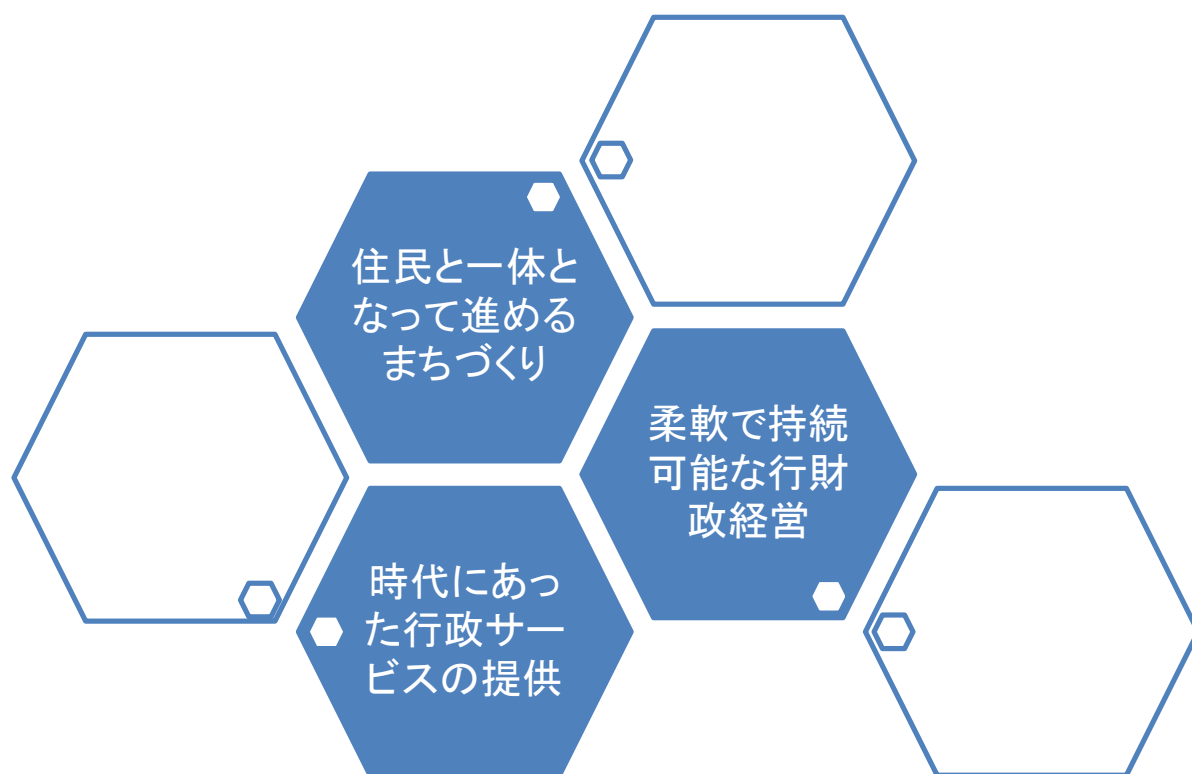 住民と一体と
なって進める
まちづくり
柔軟で持続
可能な行財
政経営
時代にあっ
た行政サー
ビスの提供